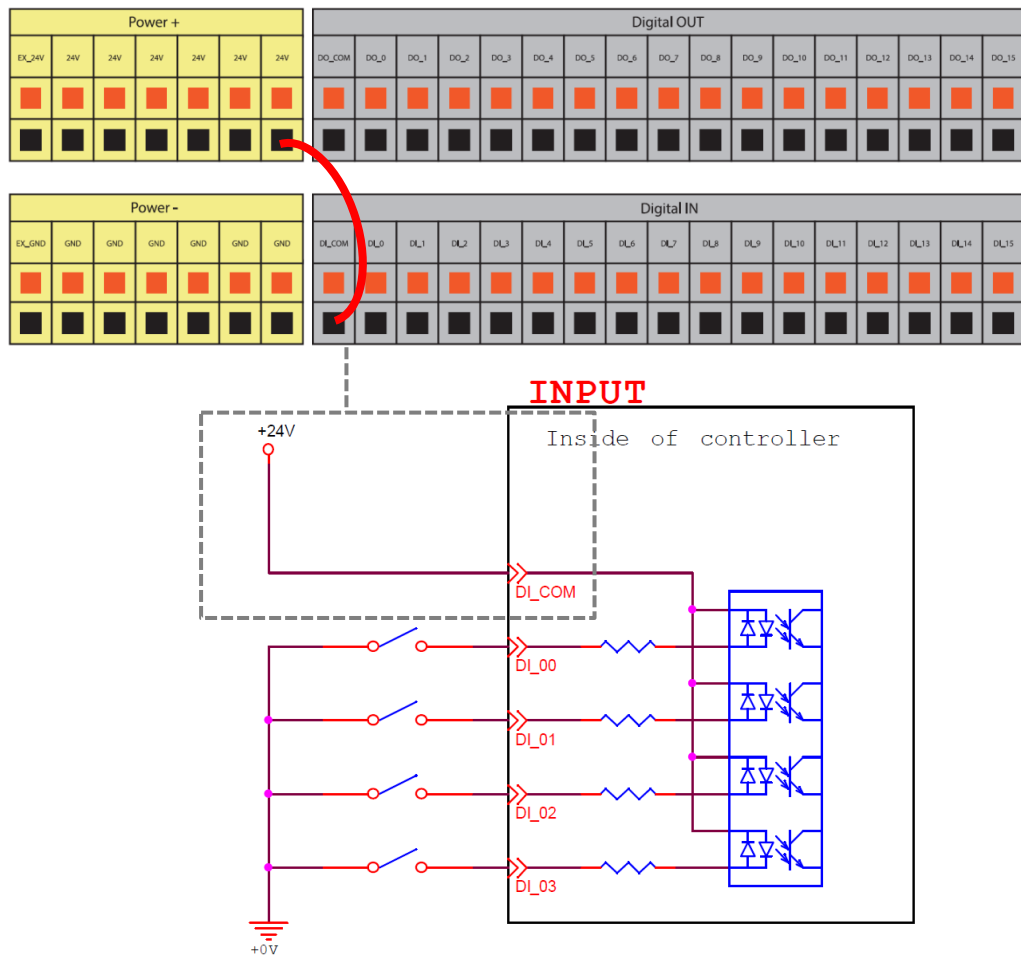 Power +
Digital OUT
EX_24V 24V 24V 24V 24V 24V 24V
DO_COM DO_0 DO_1 DO_2 DO_3 DO_4 DO_5 DO_6 DO_7 DO_8 DO_9 DO_10 DO_11 DO_12 DO_13 DO_14 DO_15
Power -
Digital IN
EX_GND GND GND GND GND GND GND
DI_COM DI_0 DI_1 DI_2 DI_3 DI_4 DI_5 DI_6 DI_7 DI_8 DI_9 DI_10 DI_11 DI_12 DI_13 DI_14 DI_15
INPUT
Inside of controller
+24V
DI_COM
DI_00
DI_01
DI_02
DI_03
+0V